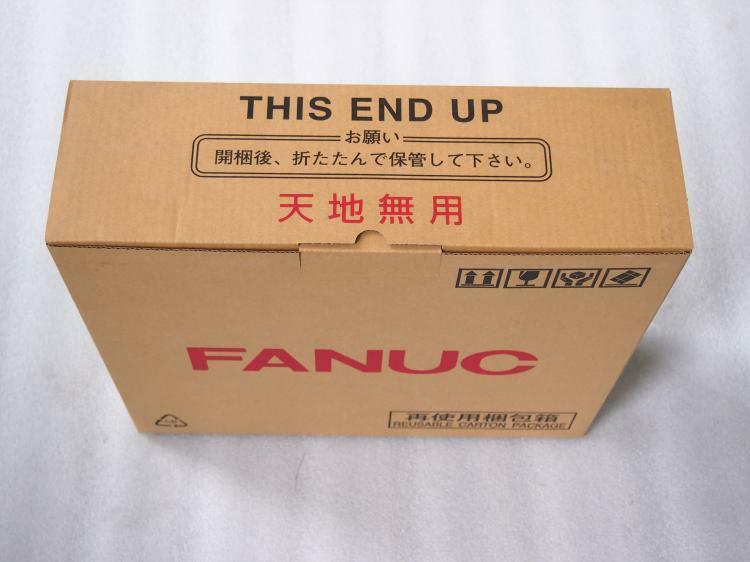 THIS END UP
お願い
開梱後、折たたんで保管して下さい。
天地無用
FANUC
再使用梱包箱
REUSABLE CARTON PACKAGE